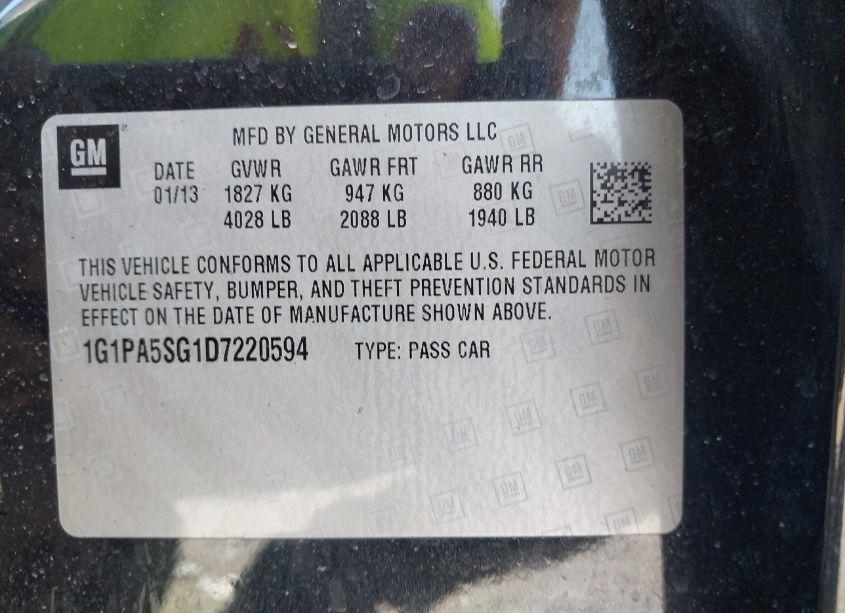 GM
MFD BY GENERAL MOTORS LLC
DATE GVWR GAWR FRT GAWR RR
01/13 1827 KG 947 KG 880 KG
4028 LB 2088 LB 1940 LB
THIS VEHICLE CONFORMS TO ALL APPLICABLE U.S. FEDERAL MOTOR
VEHICLE SAFETY, BUMPER, AND THEFT PREVENTION STANDARDS IN
EFFECT ON THE DATE OF MANUFACTURE SHOWN ABOVE.
1G1PA5SG1D7220594 TYPE: PASS CAR